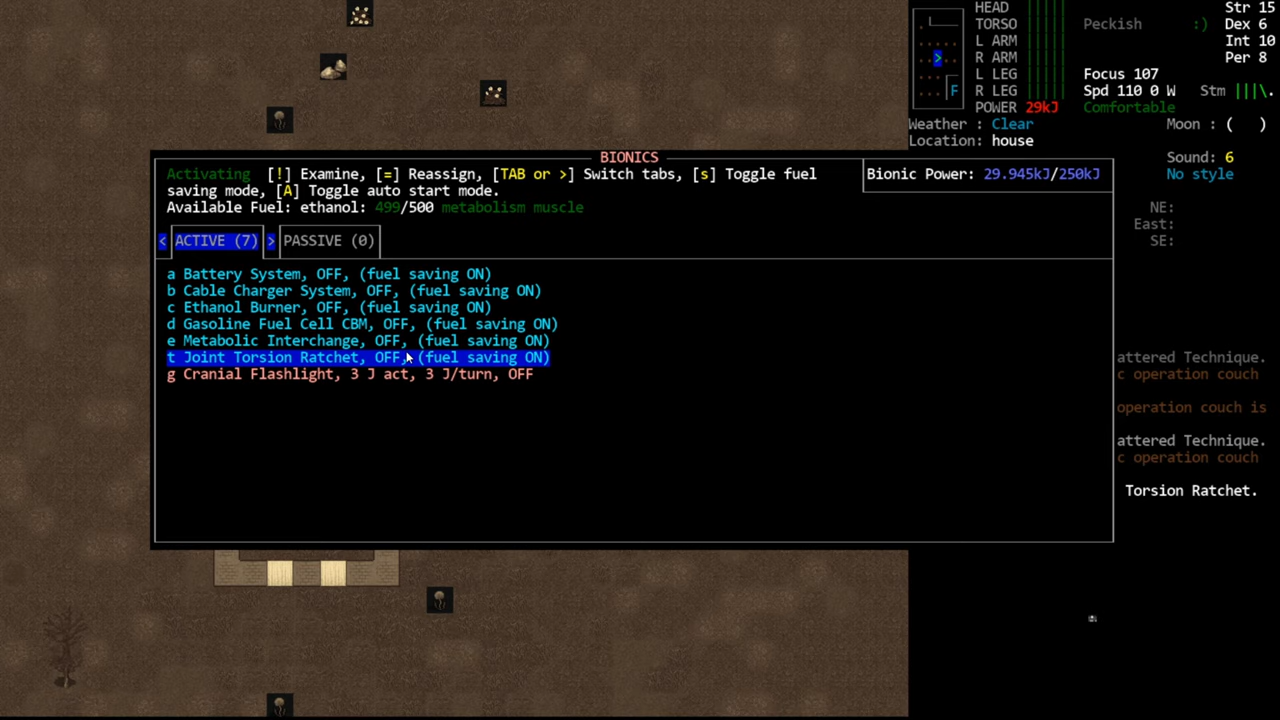 HEAD
Str 15
TORSO
Peckish :) Dex 6
L ARM
Int 10
R ARM
Per 8
L LEG
Focus 107
R LEG
Spd 110 0 W Stm |||\.
POWER 29kJ
Comfortable
F
Weather : Clear
Moon : ( )
Location: house
Sound: 6
No style
NE:
East:
SE:
BIONICS
Activating [!] Examine, [=] Reassign, [TAB or >] Switch tabs, [s] Toggle fuel
saving mode, [A] Toggle auto start mode.
Bionic Power: 29.945kJ/250kJ
Available Fuel: ethanol: 499/500 metabolism muscle
< ACTIVE (7) > PASSIVE (0)
a Battery System, OFF, (fuel saving ON)
b Cable Charger System, OFF, (fuel saving ON)
c Ethanol Burner, OFF, (fuel saving ON)
d Gasoline Fuel Cell CBM, OFF, (fuel saving ON)
e Metabolic Interchange, OFF, (fuel saving ON)
t Joint Torsion Ratchet, OFF, (fuel saving ON)
g Cranial Flashlight, 3 J act, 3 J/turn, OFF
attered Technique.
c operation couch
operation couch is
attered Technique.
c operation couch
Torsion Ratchet.